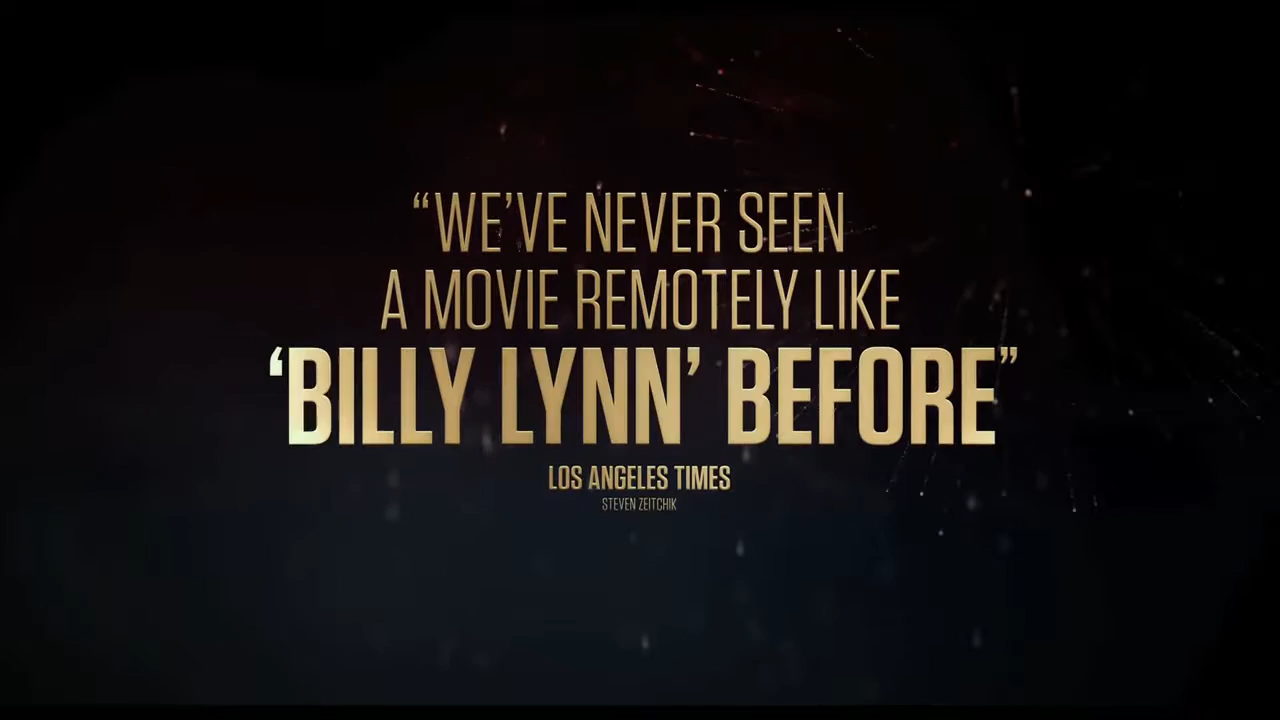 “WE’VE NEVER SEEN
A MOVIE REMOTELY LIKE
‘BILLY LYNN’ BEFORE”
LOS ANGELES TIMES
STEVEN ZEITCHIK